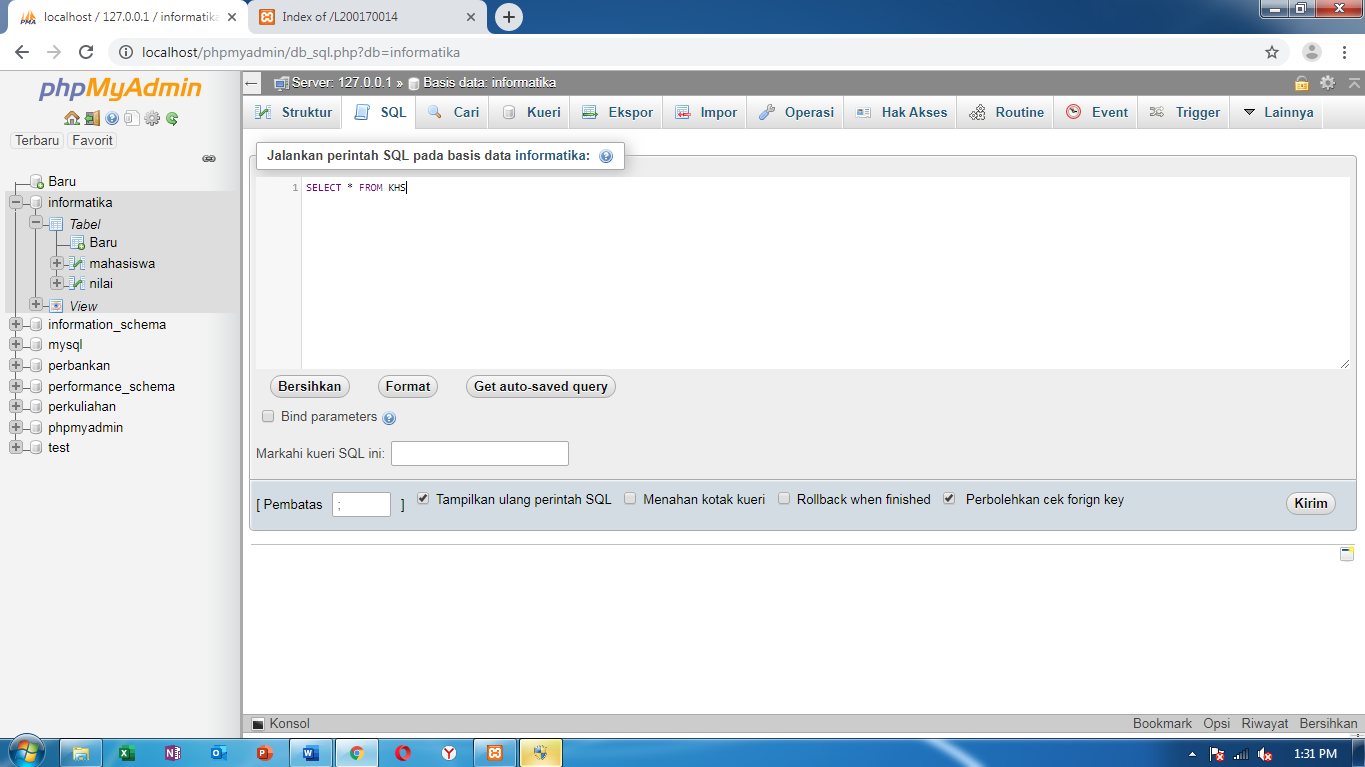 localhost / 127.0.0.1 / informatika
Index of /L200170014
localhost/phpmyadmin/db_sql.php?db=informatika
phpMyAdmin
Terbaru Favorit
Baru
informatika
Tabel
Baru
mahasiswa
nilai
View
information_schema
mysql
perbankan
performance_schema
perkuliahan
phpmyadmin
test
Server: 127.0.0.1 » Basis data: informatika
Struktur SQL Cari Kueri Ekspor Impor Operasi Hak Akses Routine Event Trigger Lainnya
Jalankan perintah SQL pada basis data informatika:
1 SELECT * FROM KHS
Bersihkan Format Get auto-saved query
Bind parameters
Markahi kueri SQL ini:
[ Pembatas ; ] Tampilkan ulang perintah SQL Menahan kotak kueri Rollback when finished Perbolehkan cek forign key Kirim
Konsol Bookmark Opsi Riwayat Bersihkan
1:31 PM